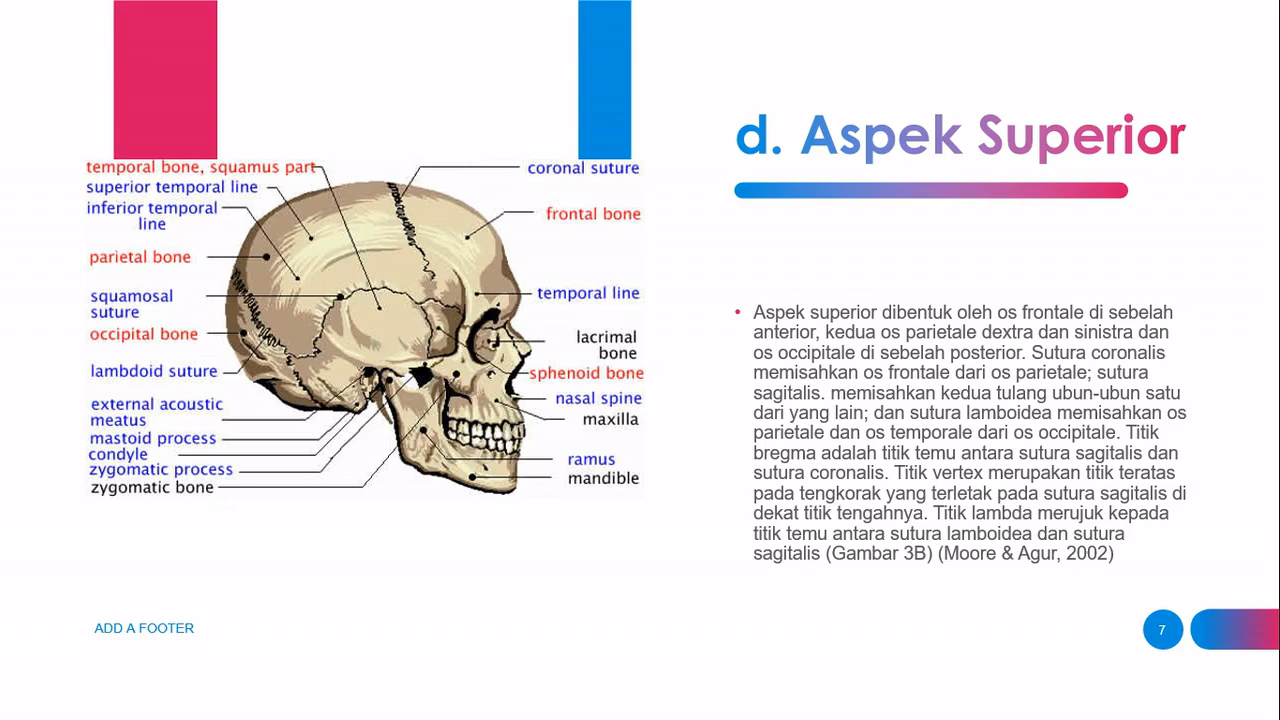 d. Aspek Superior
temporal bone, squamus part
superior temporal line
inferior temporal
line
parietal bone
squamosal
suture
occipital bone
lambdoid suture
external acoustic
meatus
mastoid process
condyle
zygomatic process
zygomatic bone
coronal suture
frontal bone
temporal line
lacrimal
bone
sphenoid bone
nasal spine
maxilla
ramus
mandible
• Aspek superior dibentuk oleh os frontale di sebelah
anterior, kedua os parietale dextra dan sinistra dan
os occipitale di sebelah posterior. Sutura coronalis
memisahkan os frontale dari os parietale; sutura
sagitalis. memisahkan kedua tulang ubun-ubun satu
dari yang lain; dan sutura lamboidea memisahkan os
parietale dan os temporale dari os occipitale. Titik
bregma adalah titik temu antara sutura sagitalis dan
sutura coronalis. Titik vertex merupakan titik teratas
pada tengkorak yang terletak pada sutura sagitalis di
dekat titik tengahnya. Titik lambda merujuk kepada
titik temu antara sutura lamboidea dan sutura
sagitalis (Gambar 3B) (Moore & Agur, 2002)
ADD A FOOTER
7